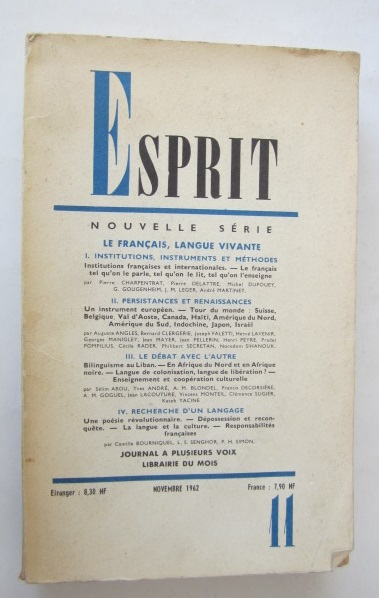 ESPRIT
NOUVELLE SÉRIE
LE FRANÇAIS, LANGUE VIVANTE
I. INSTITUTIONS, INSTRUMENTS ET MÉTHODES
Institutions françaises et internationales. — Le français
tel qu'on le parle, tel qu'on le lit, tel qu'on l'enseigne
par Pierre CHARPENTRAT, Pierre DELATTRE, Michel DUPOUEY,
G. GOUGENHEIM, J. M. LEGER, André MARTINET.
II. PERSISTANCES ET RENAISSANCES
Un instrument européen. — Tour du monde : Suisse,
Belgique, Val d'Aoste, Canada, Haïti, Amérique du Nord,
Amérique du Sud, Indochine, Japon, Israël
par Auguste ANGLES, Bernard CLERGERIE, Joseph FALETTI, Hervé LAVENIR,
Georges MANIGLEY, Jean MAYER, Jean PELLERIN, Henri PEYRE, Pradel
POMPILUS, Cécile RADER, Philibert SECRETAN, Norodom SIHANOUK.
III. LE DÉBAT AVEC L'AUTRE
Bilinguisme au Liban. — En Afrique du Nord et en Afrique
noire. — Langue de colonisation, langue de libération ? —
Enseignement et coopération culturelle
par Sélim ABOU, Yves ANDRÉ, A. M. BLONDEL, Francis DECORSIÈRE,
A. M. GOGUEL, Jean LACOUTURE, Vincent MONTEIL, Clémence SUGIER,
Kateb YACINE
IV. RECHERCHE D'UN LANGAGE
Une poésie révolutionnaire. — Dépossession et recon-
quête. — La langue et la culture. — Responsabilités
françaises
par Camille BOURNIQUEL, L. S. SENGHOR, P. H. SIMON.
JOURNAL A PLUSIEURS VOIX
LIBRAIRIE DU MOIS
Etranger : 8,30 NF NOVEMBRE 1962 France : 7,90 NF
11